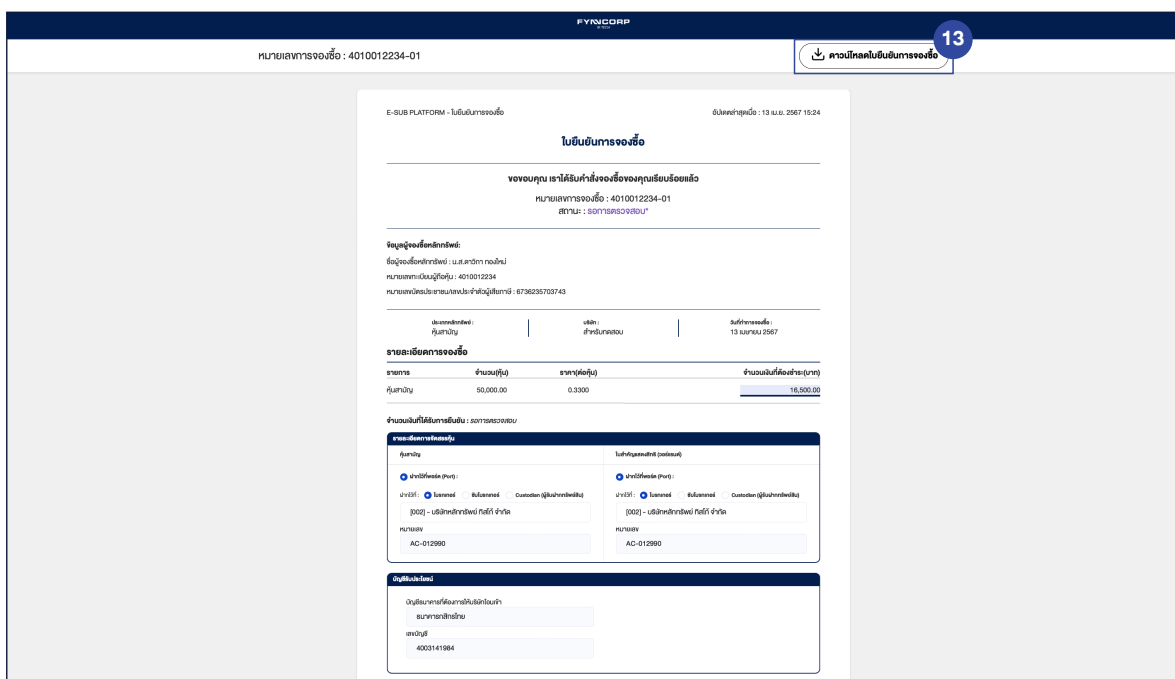 FYNNCORP
HI TECH
13
หมายเลขการจองซื้อ : 4010012234-01
ดาวน์โหลดใบยืนยันการจองซื้อ
E-SUB PLATFORM - ใบยืนยันการจองซื้อ
อัปเดตล่าสุดเมื่อ : 13 เม.ย. 2567 15:24
ใบยืนยันการจองซื้อ
ขอขอบคุณ เราได้รับคำสั่งจองซื้อของคุณเรียบร้อยแล้ว
หมายเลขการจองซื้อ : 4010012234-01
สถานะ : รอการตรวจสอบ*
ข้อมูลผู้จองซื้อหลักทรัพย์:
ชื่อผู้จองซื้อหลักทรัพย์ : น.ส.ดาวิกา ทองใหม่
หมายเลขทะเบียนผู้ถือหุ้น : 4010012234
หมายเลขบัตรประชาชน/เลขประจำตัวผู้เสียภาษี : 6736235703743
ประเภทหลักทรัพย์ : บริษัท : วันที่ทำการจองซื้อ :
หุ้นสามัญ สำหรับทดสอบ 13 เมษายน 2567
รายละเอียดการจองซื้อ
รายการ จำนวน(หุ้น) ราคา(ต่อหุ้น) จำนวนเงินที่ต้องชำระ(บาท)
หุ้นสามัญ 50,000.00 0.3300 16,500.00
จำนวนเงินที่ได้รับการยืนยัน : รอการตรวจสอบ
รายละเอียดการจัดสรรหุ้น
หุ้นสามัญ ใบสำคัญแสดงสิทธิ (วอร์แรนต์)
ฝากไว้ที่พอร์ต (Port) : ฝากไว้ที่พอร์ต (Port) :
ฝากไว้ที่ : โบรกเกอร์ ซับโบรกเกอร์ Custodian (ผู้รับฝากทรัพย์สิน) ฝากไว้ที่ : โบรกเกอร์ ซับโบรกเกอร์ Custodian (ผู้รับฝากทรัพย์สิน)
[002] - บริษัทหลักทรัพย์ ทิสโก้ จำกัด [002] - บริษัทหลักทรัพย์ ทิสโก้ จำกัด
หมายเลข หมายเลข
AC-012990 AC-012990
บัญชีรับประโยชน์
บัญชีธนาคารที่ต้องการให้บริษัทโอนเข้า
ธนาคารกสิกรไทย
เลขบัญชี
4003141984